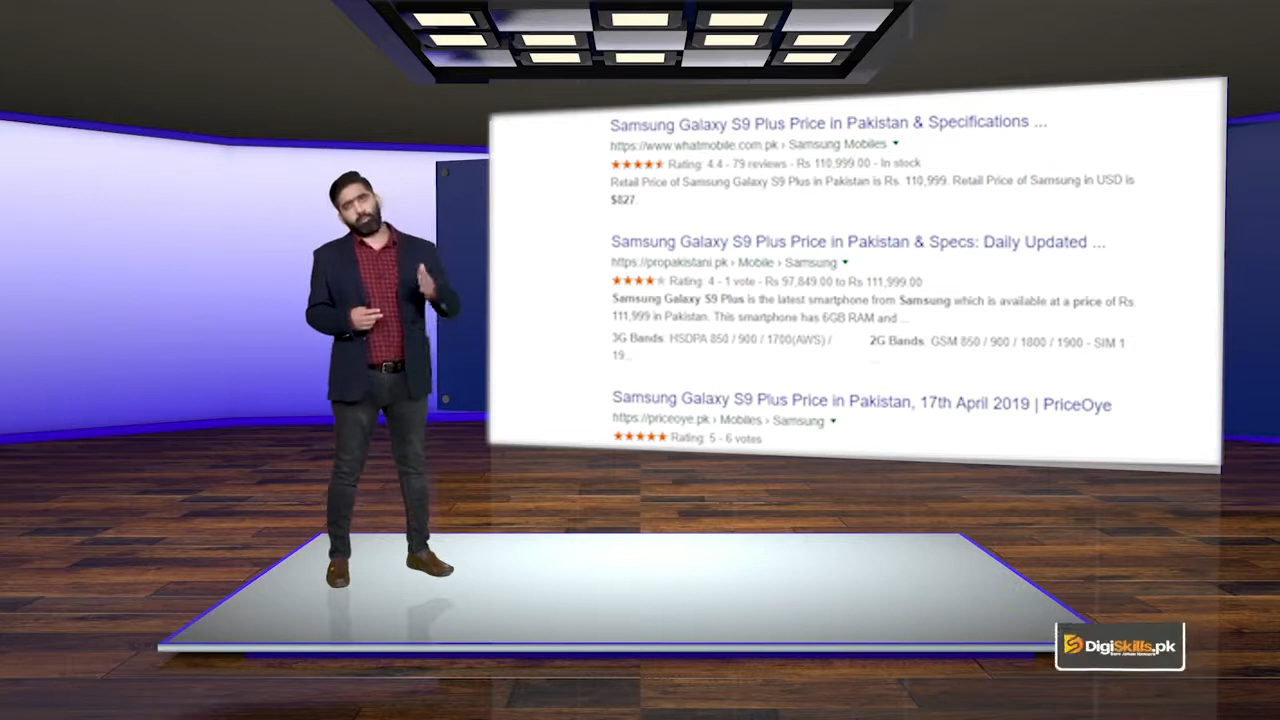 Samsung Galaxy S9 Plus Price in Pakistan & Specifications ...
https://www.whatmobile.com.pk › Samsung Mobiles ▼
★★★★★ Rating: 4.4 - 79 reviews - Rs 110,999.00 - In stock
Retail Price of Samsung Galaxy S9 Plus in Pakistan is Rs. 110,999. Retail Price of Samsung in USD is
$827.
Samsung Galaxy S9 Plus Price in Pakistan & Specs: Daily Updated ...
https://propakistani.pk › Mobile › Samsung ▼
★★★★★ Rating: 4 - 1 vote - Rs 97,849.00 to Rs 111,999.00
Samsung Galaxy S9 Plus is the latest smartphone from Samsung which is available at a price of Rs.
111,999 in Pakistan. This smartphone has 6GB RAM and ...
3G Bands: HSDPA 850 / 900 / 1700(AWS) / 2G Bands: GSM 850 / 900 / 1800 / 1900 - SIM 1
19... ...
Samsung Galaxy S9 Plus Price in Pakistan, 17th April 2019 | PriceOye
https://priceoye.pk › Mobiles › Samsung ▼
★★★★★ Rating: 5 - 6 votes
DigiSkills.pk